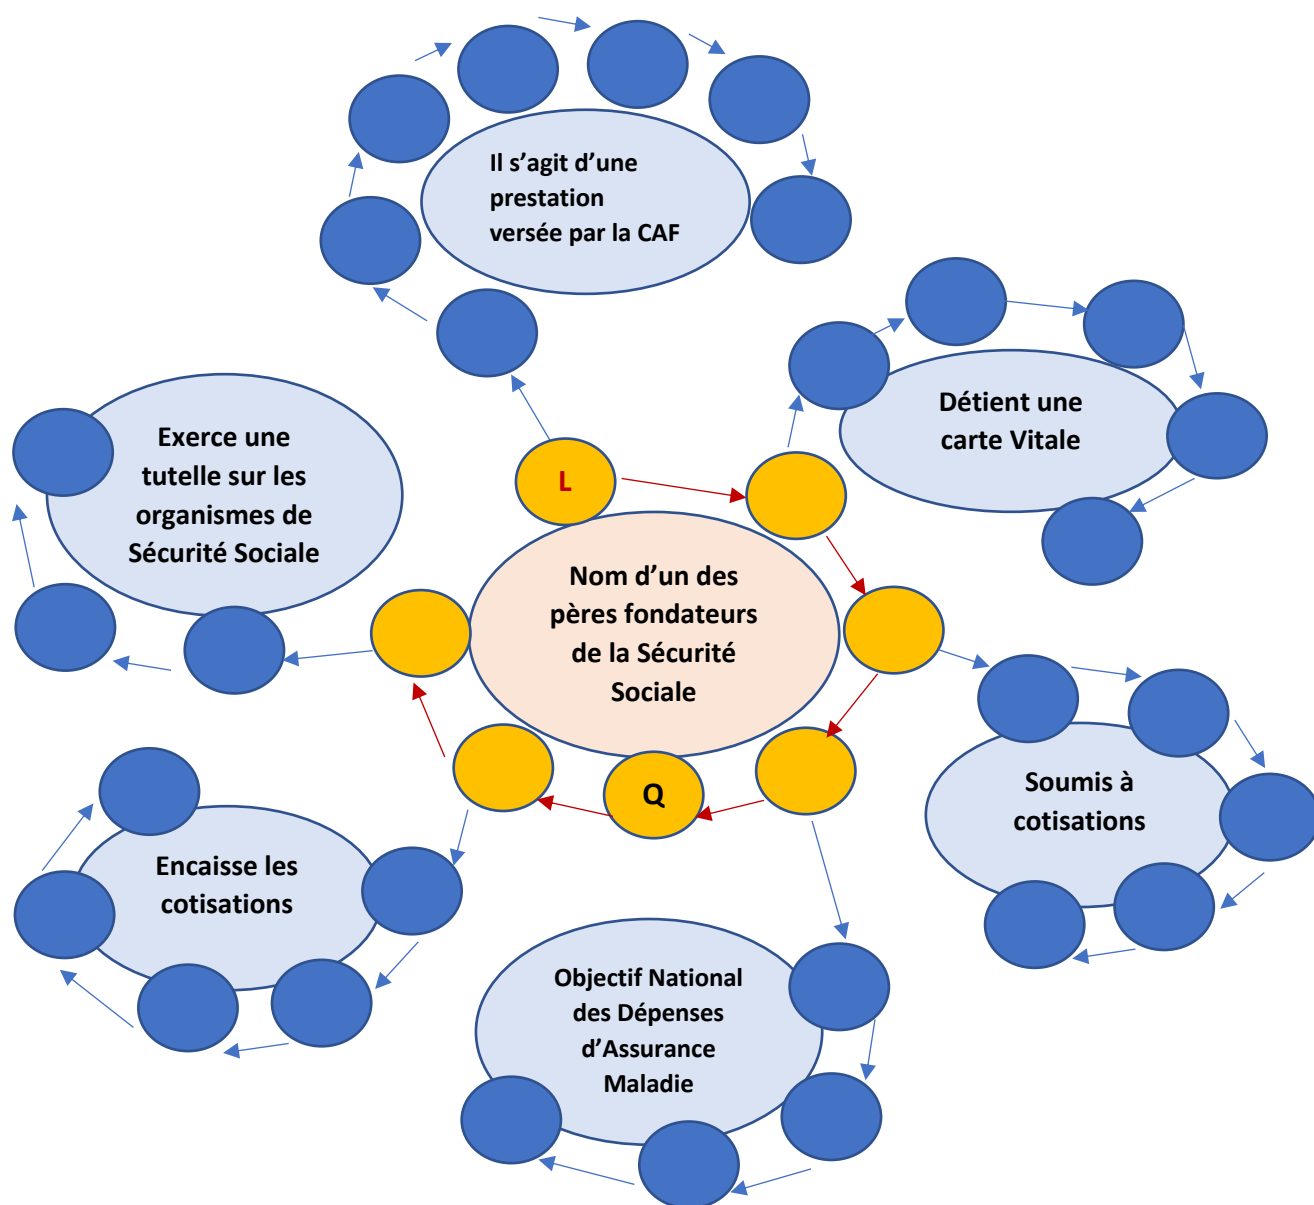 Il s’agit d’une
prestation
versée par la CAF
Détient une
carte Vitale
Exerce une
tutelle sur les
organismes de
Sécurité Sociale
L
Nom d’un des
pères fondateurs
de la Sécurité
Sociale
Q
Soumis à
cotisations
Encaisse les
cotisations
Objectif National
des Dépenses
d’Assurance
Maladie